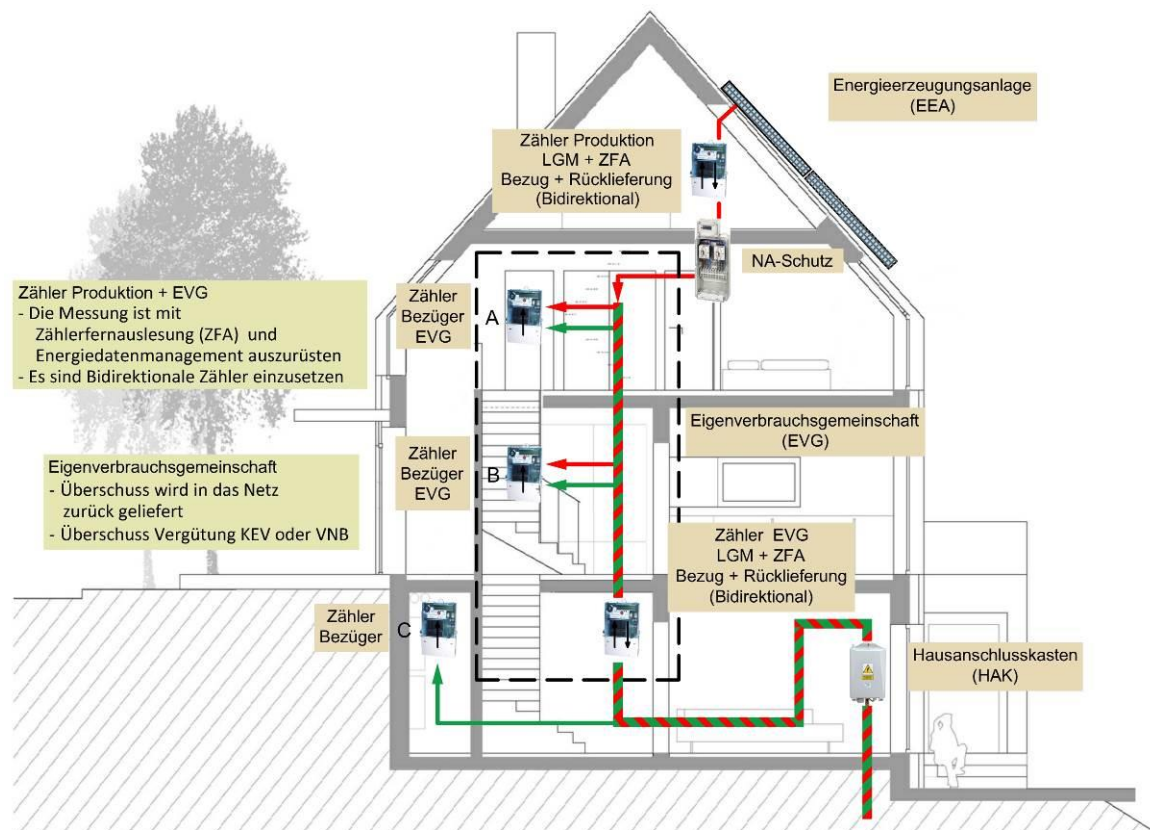 Energieerzeugungsanlage
(EEA)
Zähler Produktion
LGM + ZFA
Bezug + Rücklieferung
(Bidirektional)
NA-Schutz
Zähler Produktion + EVG
- Die Messung ist mit
Zählerfernauslesung (ZFA) und
Energiedatenmanagement auszurüsten
- Es sind Bidirektionale Zähler einzusetzen
Zähler
Bezüger
EVG
A
Eigenverbrauchsgemeinschaft
(EVG)
Zähler
Bezüger
EVG
B
Eigenverbrauchsgemeinschaft
- Überschuss wird in das Netz
zurück geliefert
- Überschuss Vergütung KEV oder VNB
Zähler EVG
LGM + ZFA
Bezug + Rücklieferung
(Bidirektional)
Zähler
Bezüger
C
Hausanschlusskasten
(HAK)